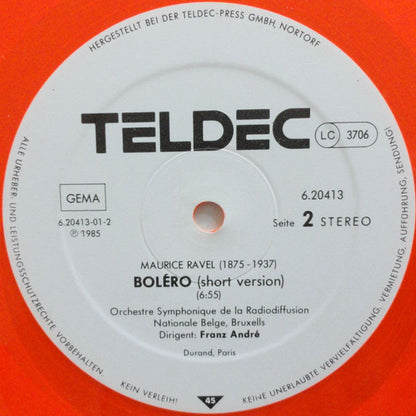 HERGESTELLT BEI DER TELDEC-PRESS GMBH, NORTORF
TELDEC
LC 3706
GEMA
6.20413-01-2
℗ 1985
6.20413
Seite 2 STEREO
MAURICE RAVEL (1875 - 1937)
BOLÉRO (short version)
(6:55)
Orchestre Symphonique de la Radiodiffusion
Nationale Belge, Bruxells
Dirigent: Franz André
Durand, Paris
45
ALLE URHEBER- UND LEISTUNGSSCHUTZRECHTE VORBEHALTEN.
KEIN VERLEIH!
KEINE UNERLAUBTE VERVIELFÄLTIGUNG, VERMIETUNG, AUFFÜHRUNG, SENDUNG!